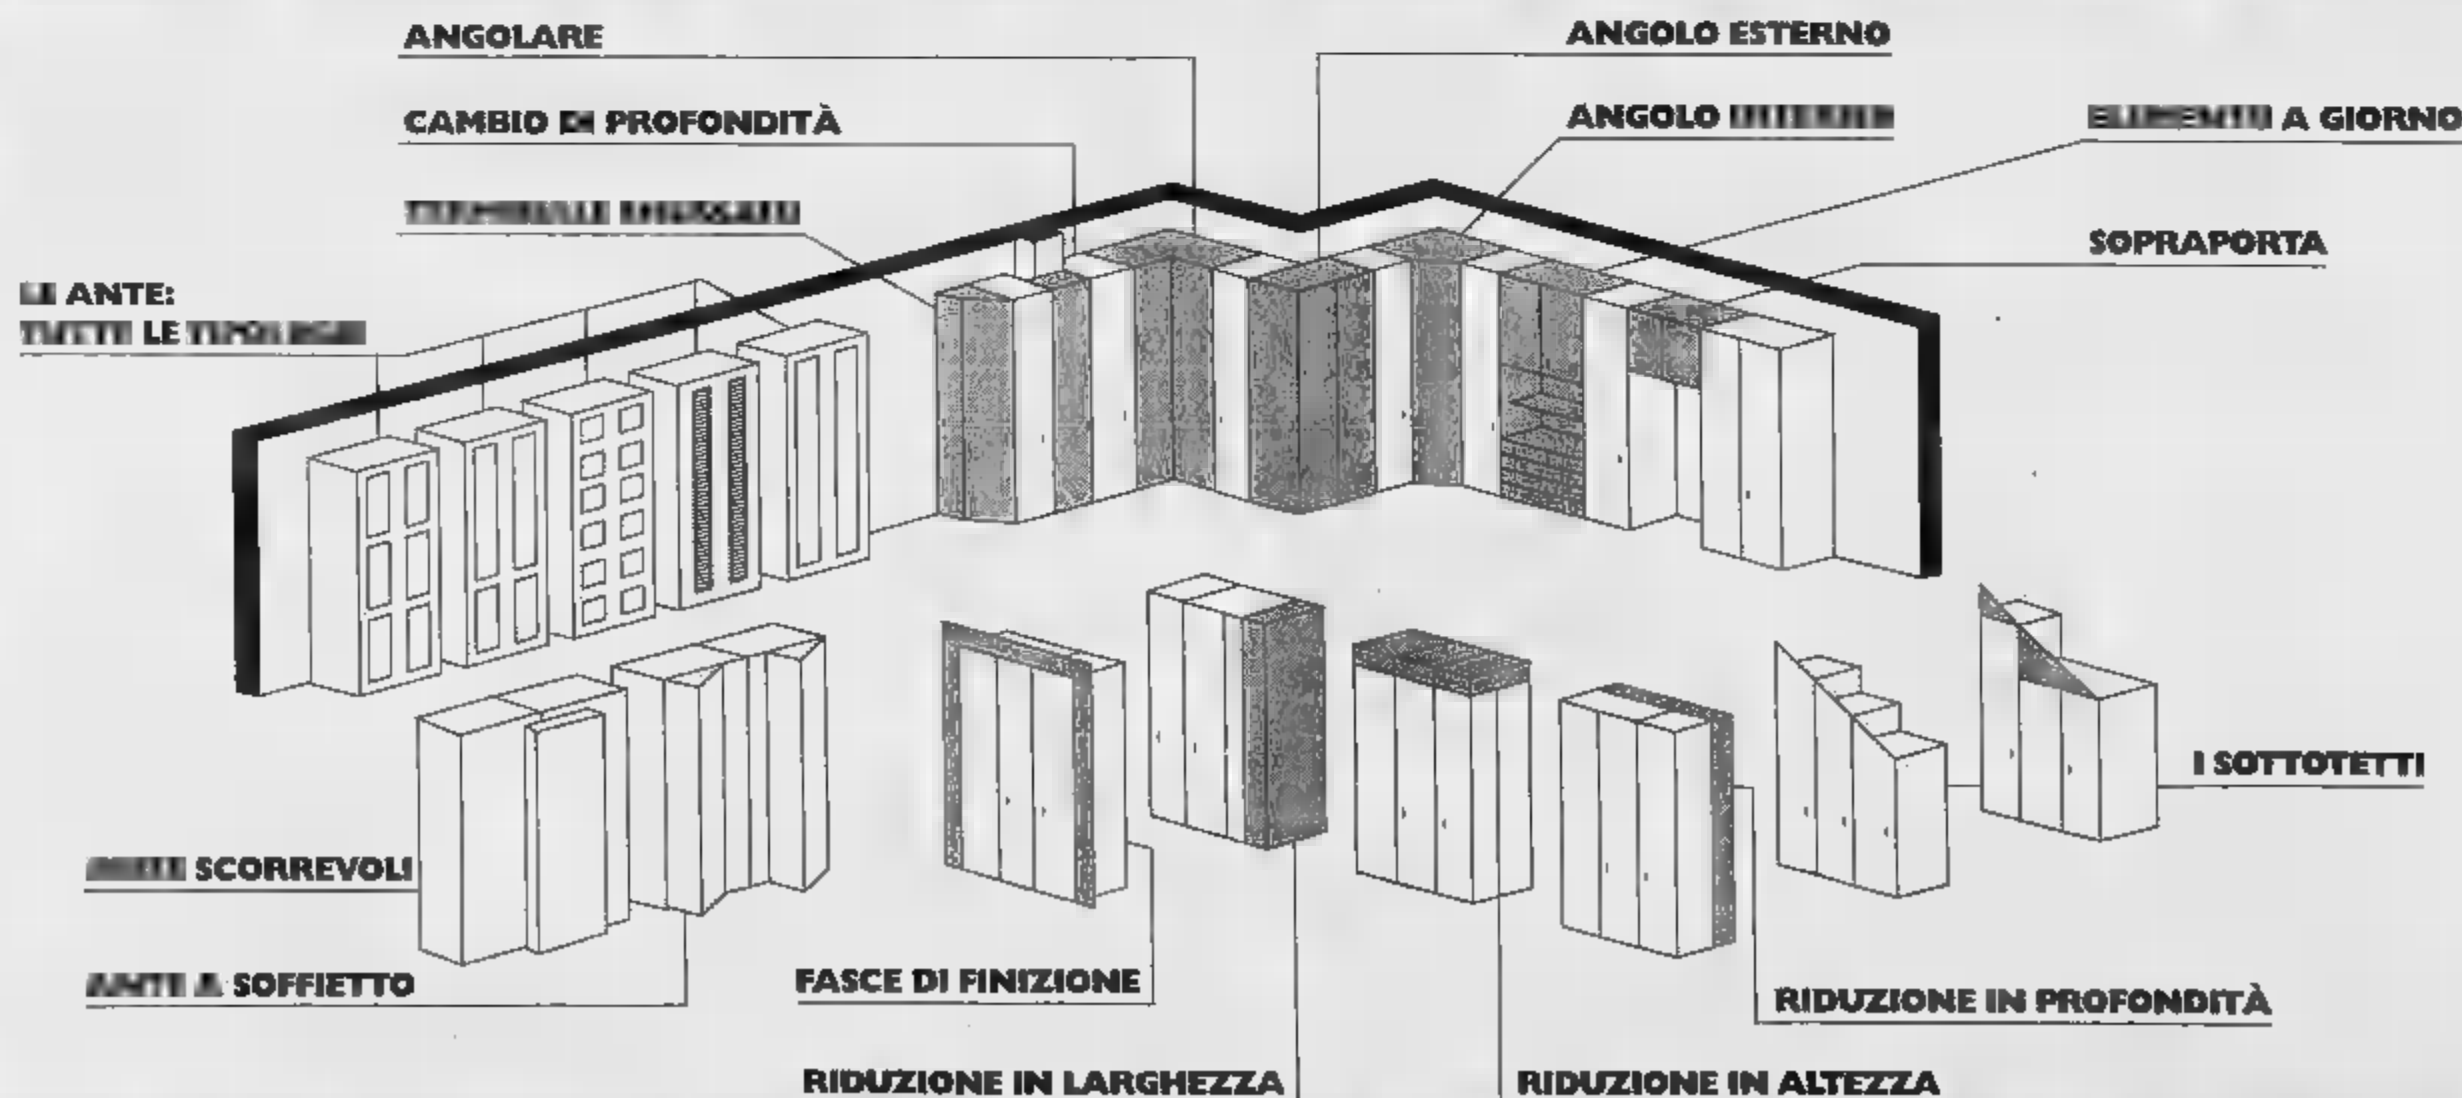 ANGOLARE
ANGOLO ESTERNO
CAMBIO DI PROFONDITÀ
ANGOLO
A GIORNO
SOPRAPORTA
ANTE:
LE
SCORREVOLI
SOFFIETTO
FASCE DI FINIZIONE
I SOTTOTETTI
RIDUZIONE IN PROFONDITÀ
RIDUZIONE IN LARGHEZZA
RIDUZIONE IN ALTEZZA